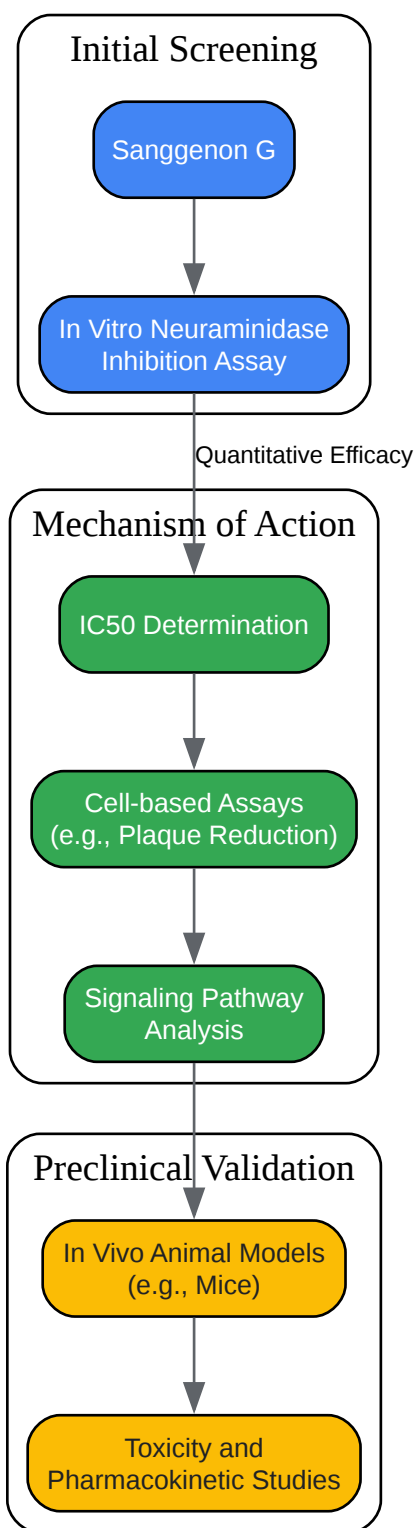 Initial Screening
Sanggenon G
In Vitro Neuraminidase
Inhibition Assay
Quantitative Efficacy
Mechanism of Action
IC50 Determination
Cell-based Assays
(e.g., Plaque Reduction)
Signaling Pathway
Analysis
Preclinical Validation
In Vivo Animal Models
(e.g., Mice)
Toxicity and
Pharmacokinetic Studies